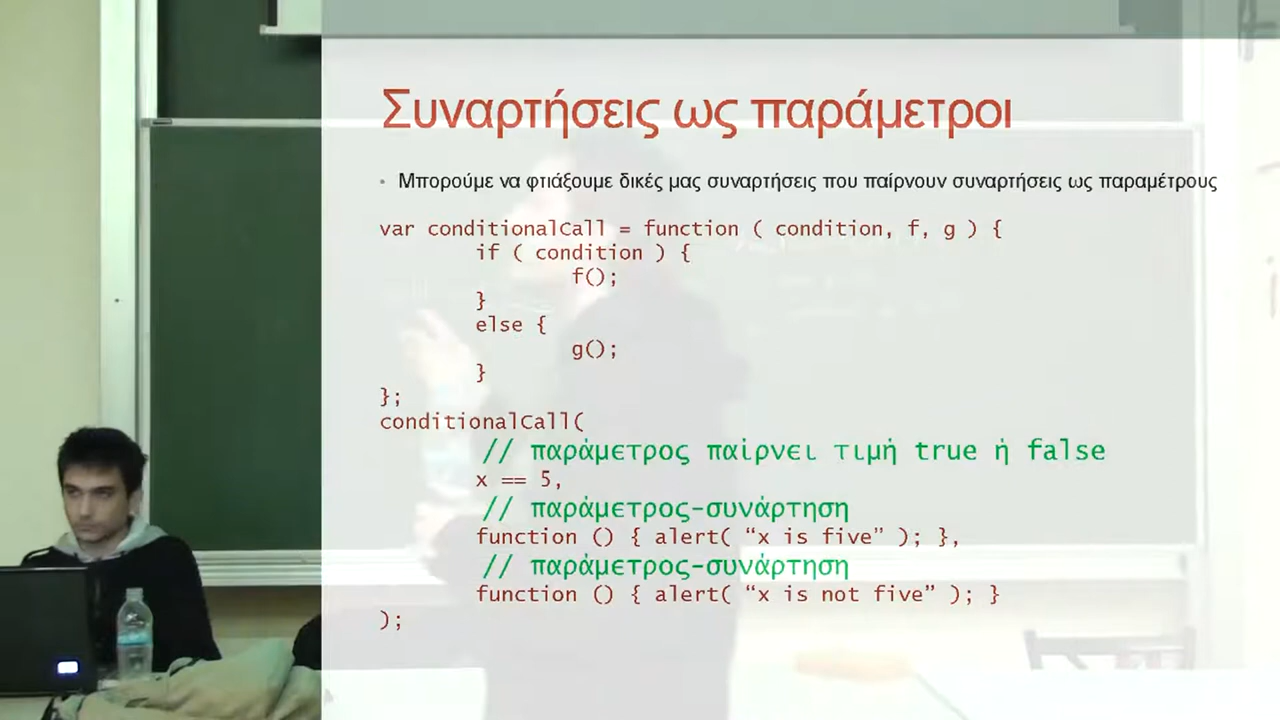 Συναρτήσεις ως παράμετροι
• Μπορούμε να φτιάξουμε δικές μας συναρτήσεις που παίρνουν συναρτήσεις ως παραμέτρους
var conditionalCall = function ( condition, f, g ) {
if ( condition ) {
f();
}
else {
g();
}
};
conditionalCall(
// παράμετρος παίρνει τιμή true ή false
x == 5,
// παράμετρος-συνάρτηση
function () { alert( “x is five” ); },
// παράμετρος-συνάρτηση
function () { alert( “x is not five” ); }
);